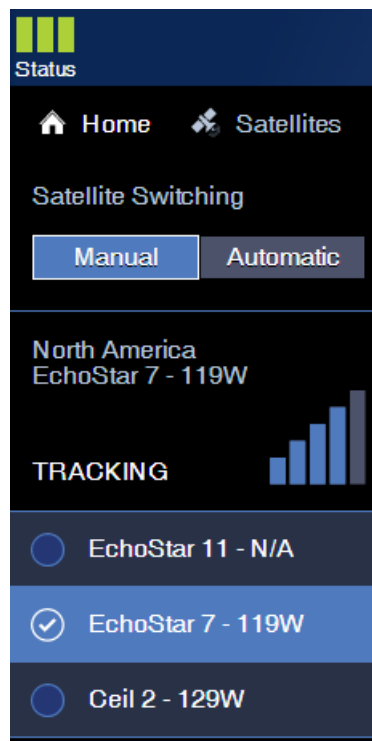 Status
Home Satellites
Satellite Switching
Manual Automatic
North America
EchoStar 7 - 119W
TRACKING
EchoStar 11 - N/A
EchoStar 7 - 119W
Ceil 2 - 129W